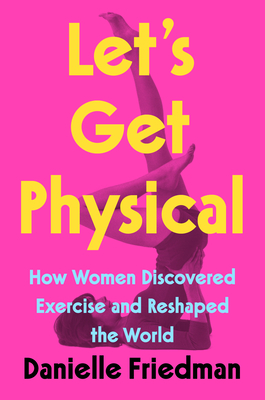 Let's
Get
Physical
How Women Discovered
Exercise and Reshaped
the World
Danielle Friedman